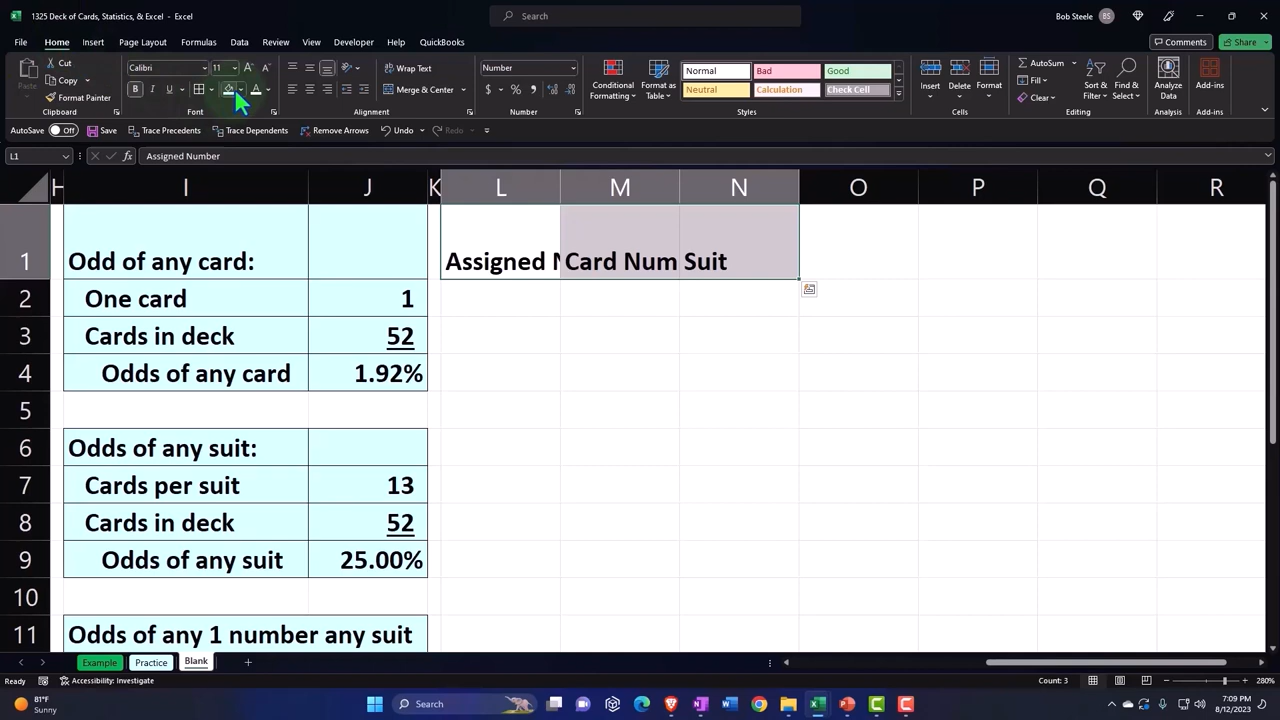 1325 Deck of Cards, Statistics, & Excel - Excel
Search
Bob Steele
BS
File
Home
Insert
Page Layout
Formulas
Data
Review
View
Developer
Help
QuickBooks
Comments
Share
Cut
Copy
Format Painter
Clipboard
Calibri
11
Font
Wrap Text
Merge & Center
Alignment
Number
Number
Conditional Formatting
Format as Table
Normal
Bad
Good
Neutral
Calculation
Check Cell
Styles
Insert
Delete
Format
Cells
AutoSum
Fill
Clear
Sort & Filter
Find & Select
Editing
Analyze Data
Analysis
Add-ins
Add-ins
AutoSave
Off
Save
Trace Precedents
Trace Dependents
Remove Arrows
Undo
Redo
L1
Assigned Number
H I J K L M N O P Q R
1 Odd of any card: Assigned N Card Num Suit
2 One card 1
3 Cards in deck 52
4 Odds of any card 1.92%
5
6 Odds of any suit:
7 Cards per suit 13
8 Cards in deck 52
9 Odds of any suit 25.00%
10
11 Odds of any 1 number any suit
Example
Practice
Blank
Ready
Accessibility: Investigate
Count: 3
280%
81°F
Sunny
Search
7:09 PM
8/12/2023